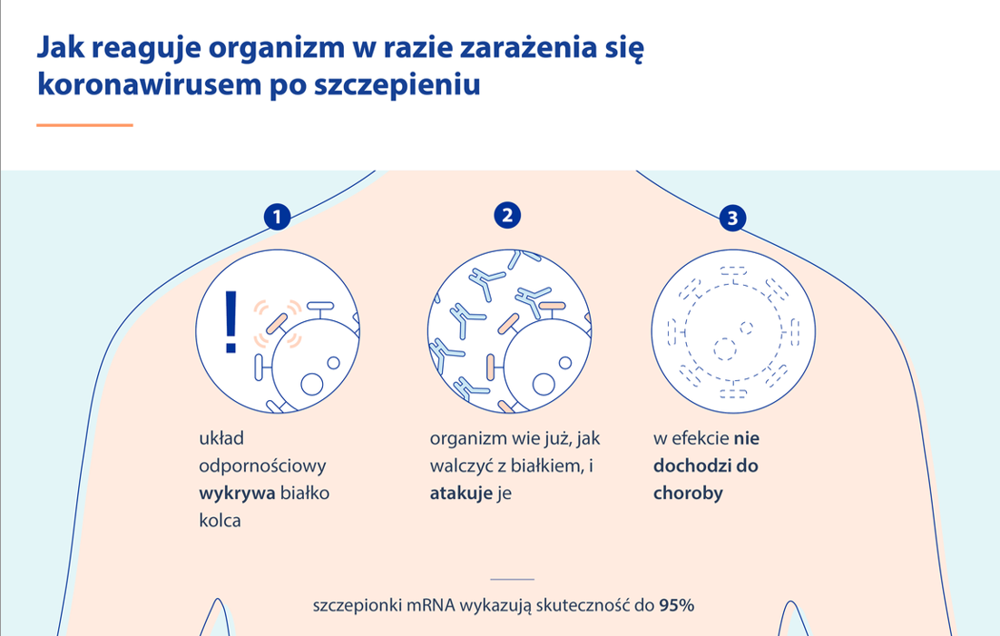 Jak reaguje organizm w razie zarażenia się
koronawirusem po szczepieniu
1
2
3
!
układ
odpornościowy
wykrywa białko
kolca
organizm wie już, jak
walczyć z białkiem, i
atakuje je
w efekcie nie
dochodzi do
choroby
szczepionki mRNA wykazują skuteczność do 95%